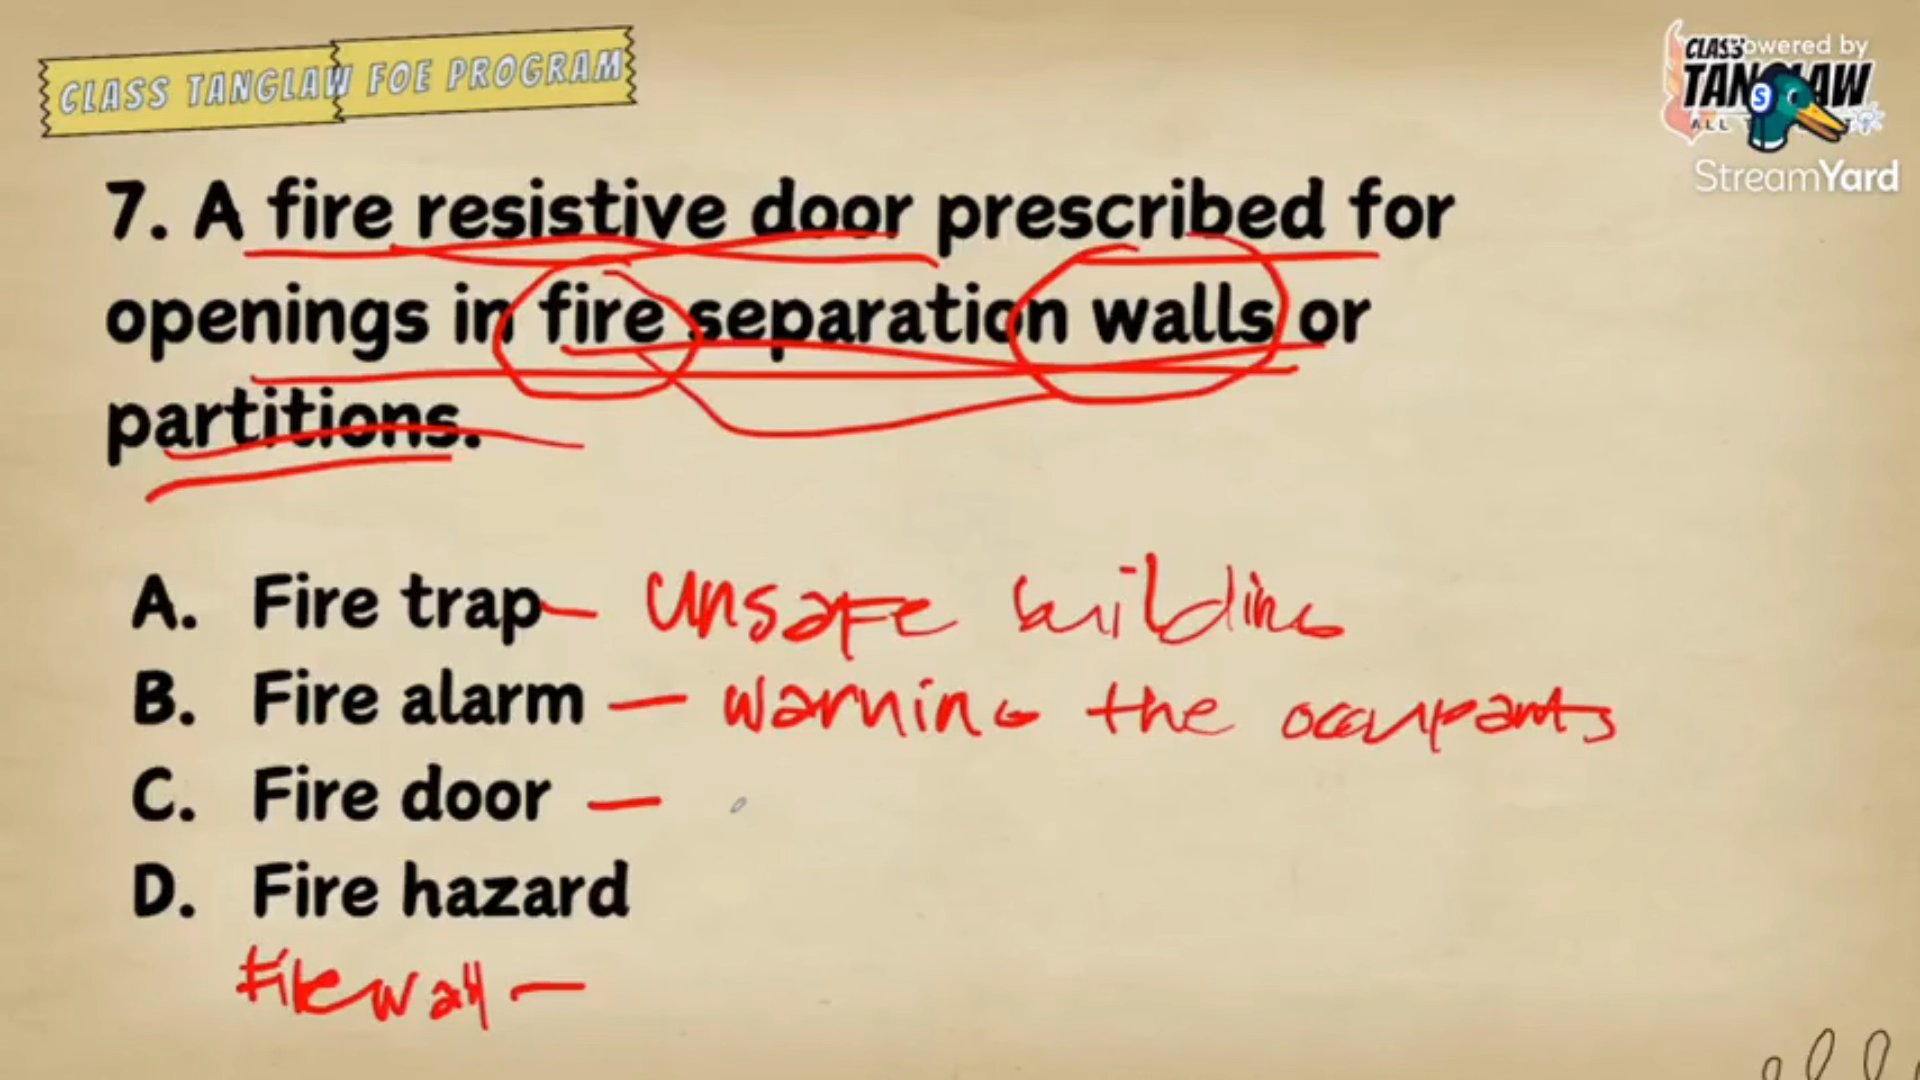 CLASS TANGLAW FOE PROGRAM
CLASS Powered by
TANGLAW
ALL
StreamYard
7. A fire resistive door prescribed for
openings in fire separation walls or
partitions.
A. Fire trap — unsafe building
B. Fire alarm — warning the occupants
C. Fire door —
D. Fire hazard
Firewall —